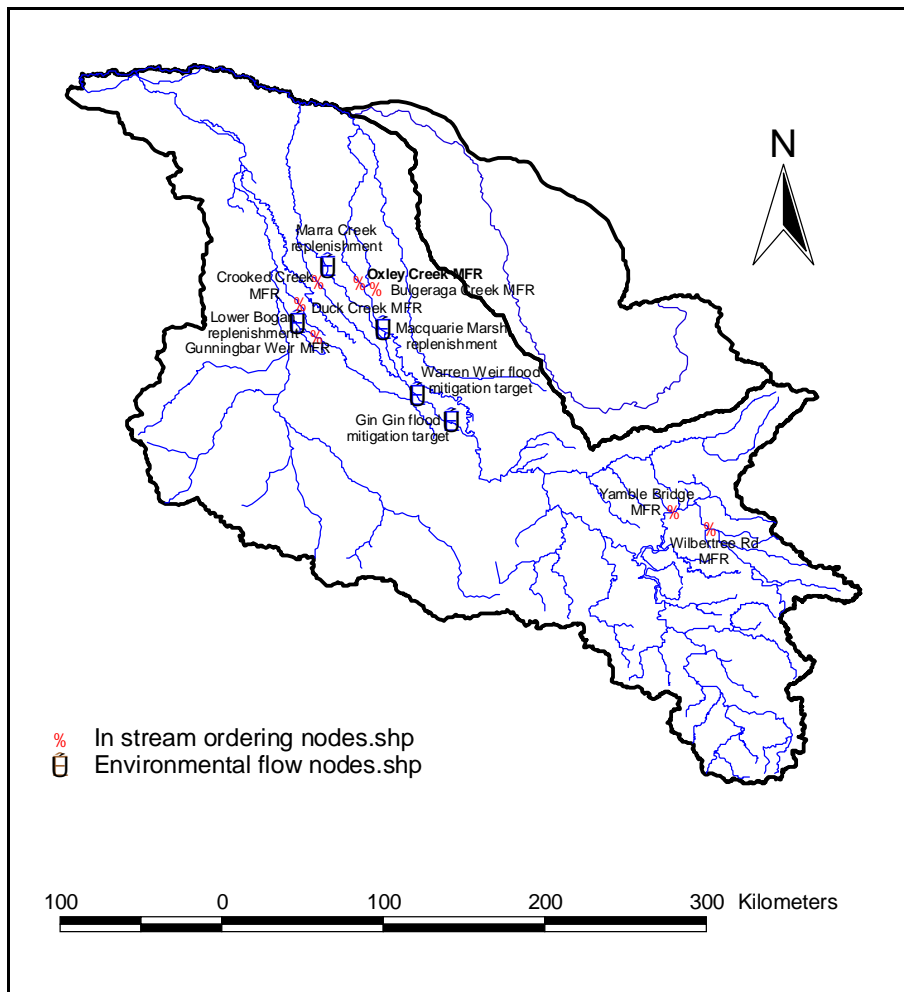 N
Marra Creek
replenishment
Oxley Creek MFR
Crooked Creek
MFR
Bulgeraga Creek MFR
Duck Creek MFR
Lower Bogan
replenishment
Gunningbar Weir MFR
Macquarie Marsh
replenishment
Warren Weir flood
mitigation target
Gin Gin flood
mitigation target
Yamble Bridge
MFR
Wilbertree Rd
MFR
% In stream ordering nodes.shp
Environmental flow nodes.shp
100 0 100 200 300 Kilometers